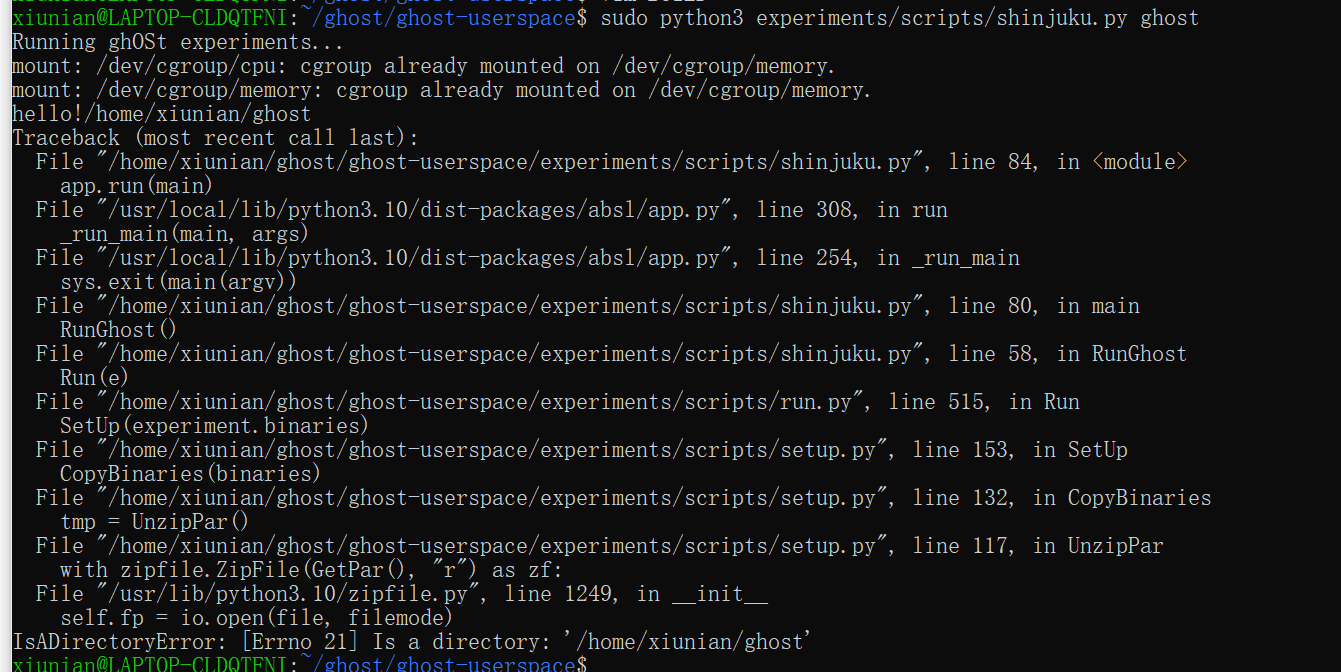 xiunian@LAPTOP-CLDQTFNI:~/ghost/ghost-userspace$ sudo python3 experiments/scripts/shinjuku.py ghost
Running ghOSt experiments...
mount: /dev/cgroup/cpu: cgroup already mounted on /dev/cgroup/memory.
mount: /dev/cgroup/memory: cgroup already mounted on /dev/cgroup/memory.
hello!/home/xiunian/ghost
Traceback (most recent call last):
  File "/home/xiunian/ghost/ghost-userspace/experiments/scripts/shinjuku.py", line 84, in <module>
    app.run(main)
  File "/usr/local/lib/python3.10/dist-packages/absl/app.py", line 308, in run
    _run_main(main, args)
  File "/usr/local/lib/python3.10/dist-packages/absl/app.py", line 254, in _run_main
    sys.exit(main(argv))
  File "/home/xiunian/ghost/ghost-userspace/experiments/scripts/shinjuku.py", line 80, in main
    RunGhost()
  File "/home/xiunian/ghost/ghost-userspace/experiments/scripts/shinjuku.py", line 58, in RunGhost
    Run(e)
  File "/home/xiunian/ghost/ghost-userspace/experiments/scripts/run.py", line 515, in Run
    SetUp(experiment.binaries)
  File "/home/xiunian/ghost/ghost-userspace/experiments/scripts/setup.py", line 153, in SetUp
    CopyBinaries(binaries)
  File "/home/xiunian/ghost/ghost-userspace/experiments/scripts/setup.py", line 132, in CopyBinaries
    tmp = UnzipPar()
  File "/home/xiunian/ghost/ghost-userspace/experiments/scripts/setup.py", line 117, in UnzipPar
    with zipfile.ZipFile(GetPar(), "r") as zf:
  File "/usr/lib/python3.10/zipfile.py", line 1249, in __init__
    self.fp = io.open(file, filemode)
IsADirectoryError: [Errno 21] Is a directory: '/home/xiunian/ghost'
xiunian@LAPTOP-CLDQTFNI:~/ghost/ghost-userspace$